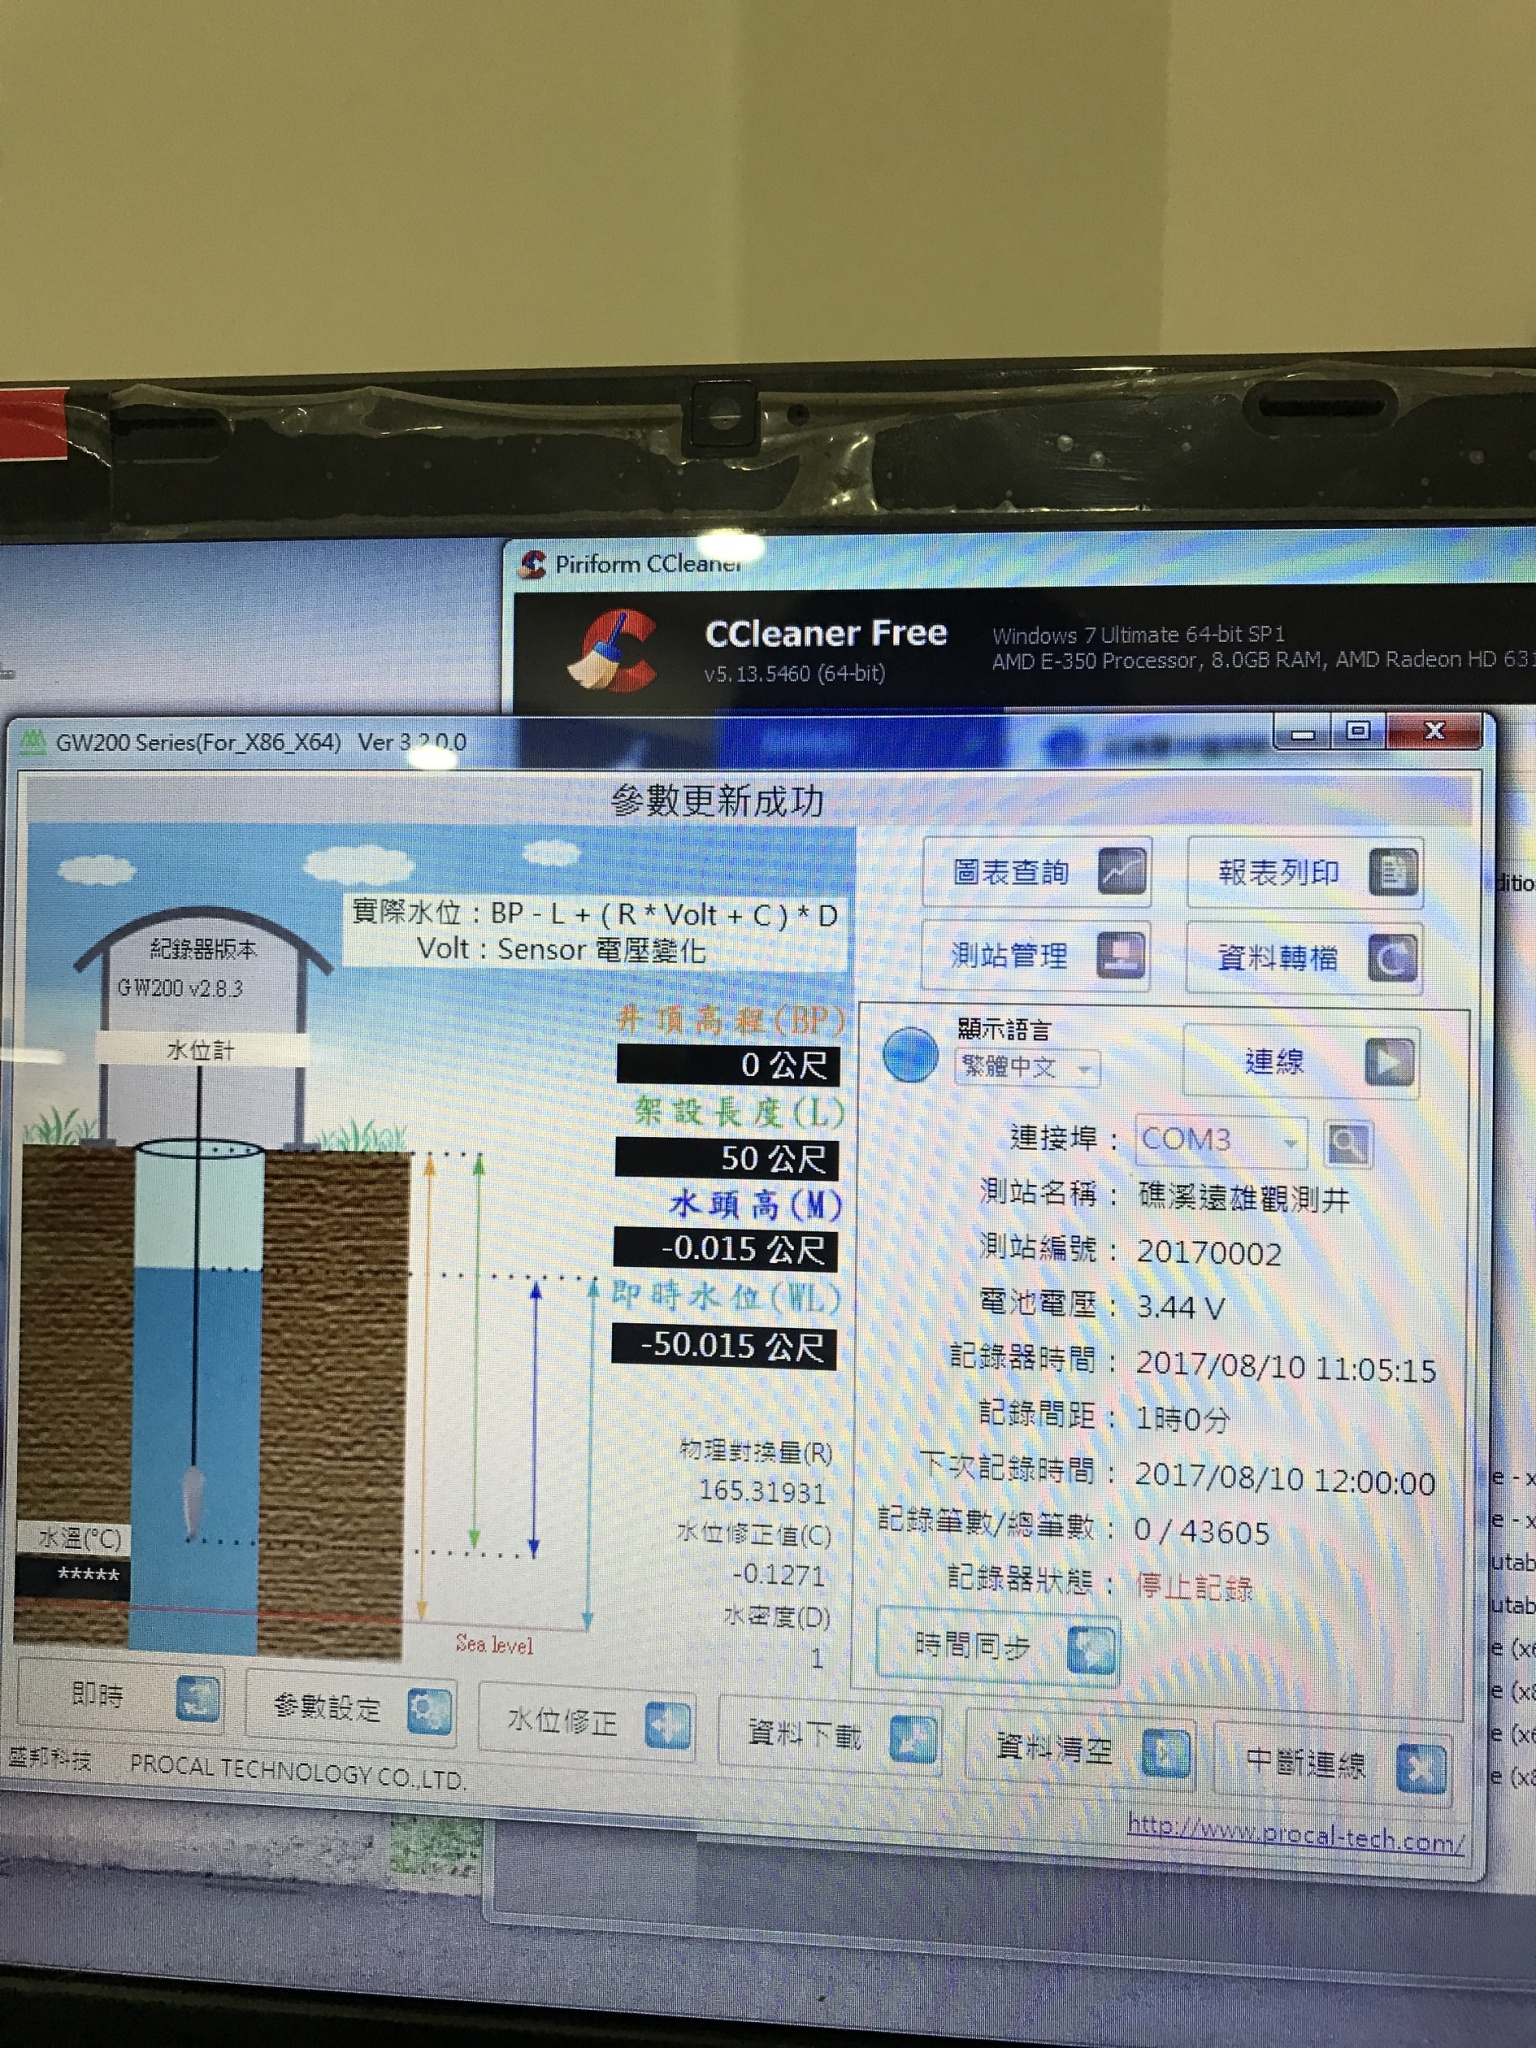 Piriform CCleaner
CCleaner Free
v5.13.5460 (64-bit)
Windows 7 Ultimate 64-bit SP1
AMD E-350 Processor, 8.0GB RAM, AMD Radeon HD 631
GW200 Series(For_X86_X64) Ver 3.2.0.0
參數更新成功
實際水位：BP - L + ( R * Volt + C ) * D
Volt：Sensor 電壓變化
紀錄器版本
GW200 v2.8.3
水位計
井頂高程(BP)
0 公尺
架設長度(L)
50 公尺
水頭高(M)
-0.015 公尺
即時水位(WL)
-50.015 公尺
物理對換量(R)
165.31931
水位修正值(C)
-0.1271
水密度(D)
1
水溫(°C)
*****
Sea level
圖表查詢
報表列印
測站管理
資料轉檔
顯示語言
繁體中文
連線
連接埠： COM3
測站名稱： 礁溪遠雄觀測井
測站編號： 20170002
電池電壓： 3.44 V
記錄器時間： 2017/08/10 11:05:15
記錄間距： 1時0分
下次記錄時間： 2017/08/10 12:00:00
記錄筆數/總筆數： 0 / 43605
記錄器狀態： 停止記錄
時間同步
即時
參數設定
水位修正
資料下載
資料清空
中斷連線
盛邦科技 PROCAL TECHNOLOGY CO.,LTD.
http://www.procal-tech.com/